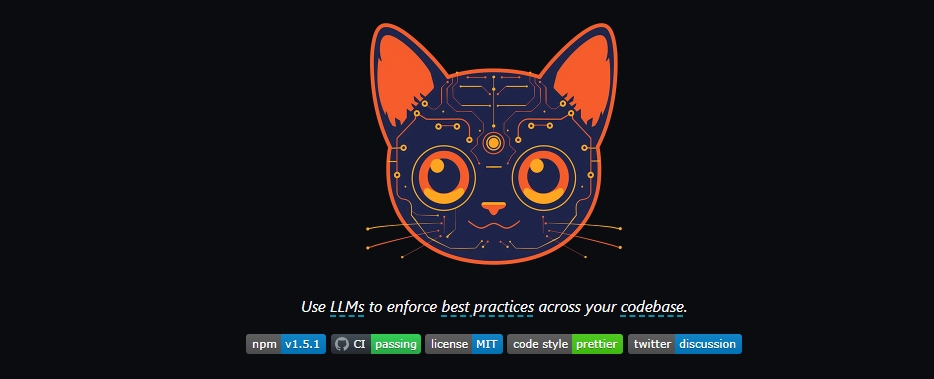 Use LLMs to enforce best practices across your codebase.
npm v1.5.1 CI passing license MIT code style prettier twitter discussion